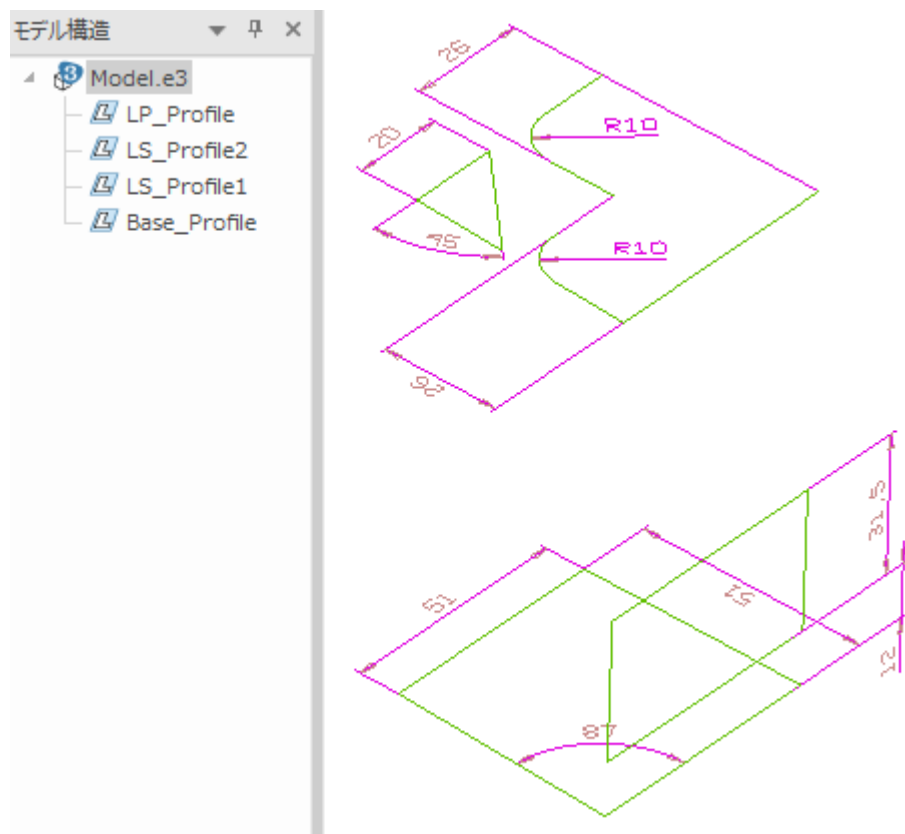 モデル構造
Model.e3
LP_Profile
LS_Profile2
LS_Profile1
Base_Profile
26
R10
20
75
R10
26
31.5
51
52
12
87